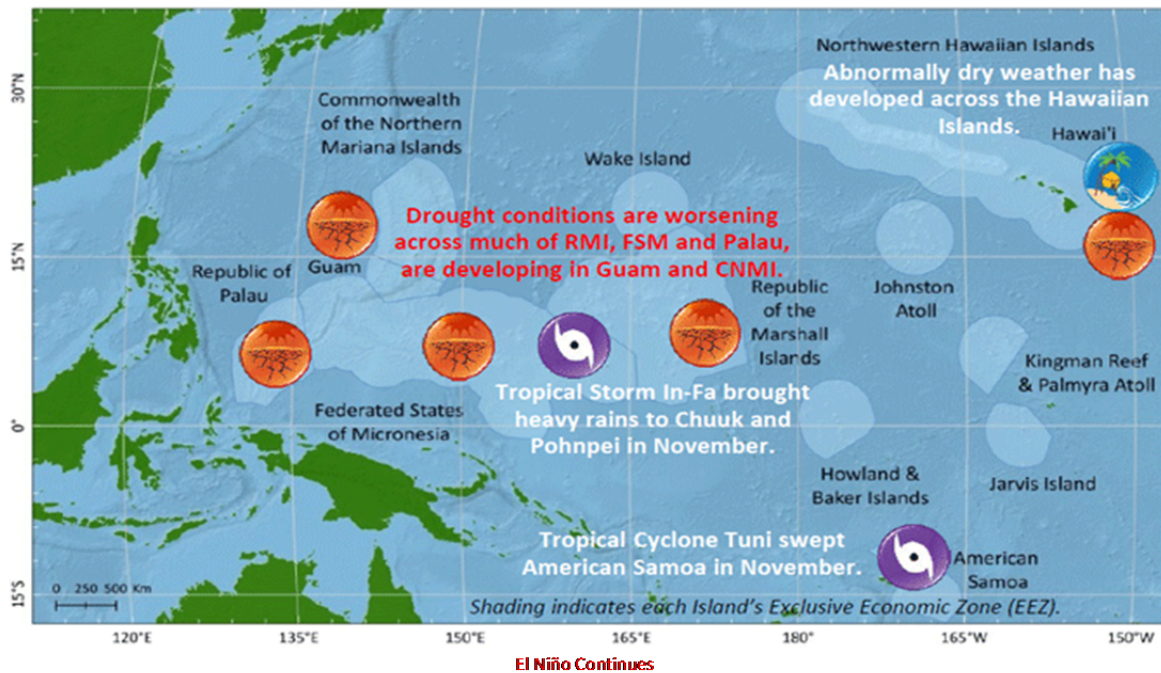 Northwestern Hawaiian Islands
Abnormally dry weather has
developed across the Hawaiian
Islands.
Hawai'i
30°N
Commonwealth
of the Northern
Mariana Islands
Wake Island
Drought conditions are worsening
across much of RMI, FSM and Palau,
are developing in Guam and CNMI.
15°N
Guam
Republic of
Palau
Johnston
Atoll
Republic
of the
Marshall
Islands
Kingman Reef
& Palmyra Atoll
Tropical Storm In-Fa brought
heavy rains to Chuuk and
Pohnpei in November.
Federated States
of Micronesia
0°
Howland &
Baker Islands
Jarvis Island
Tropical Cyclone Tuni swept
American Samoa in November.
American
Samoa
0 250 500 Km
15°S
Shading indicates each Island's Exclusive Economic Zone (EEZ).
120°E 135°E 150°E 165°E 180° 165°W 150°W
El Niño Continues